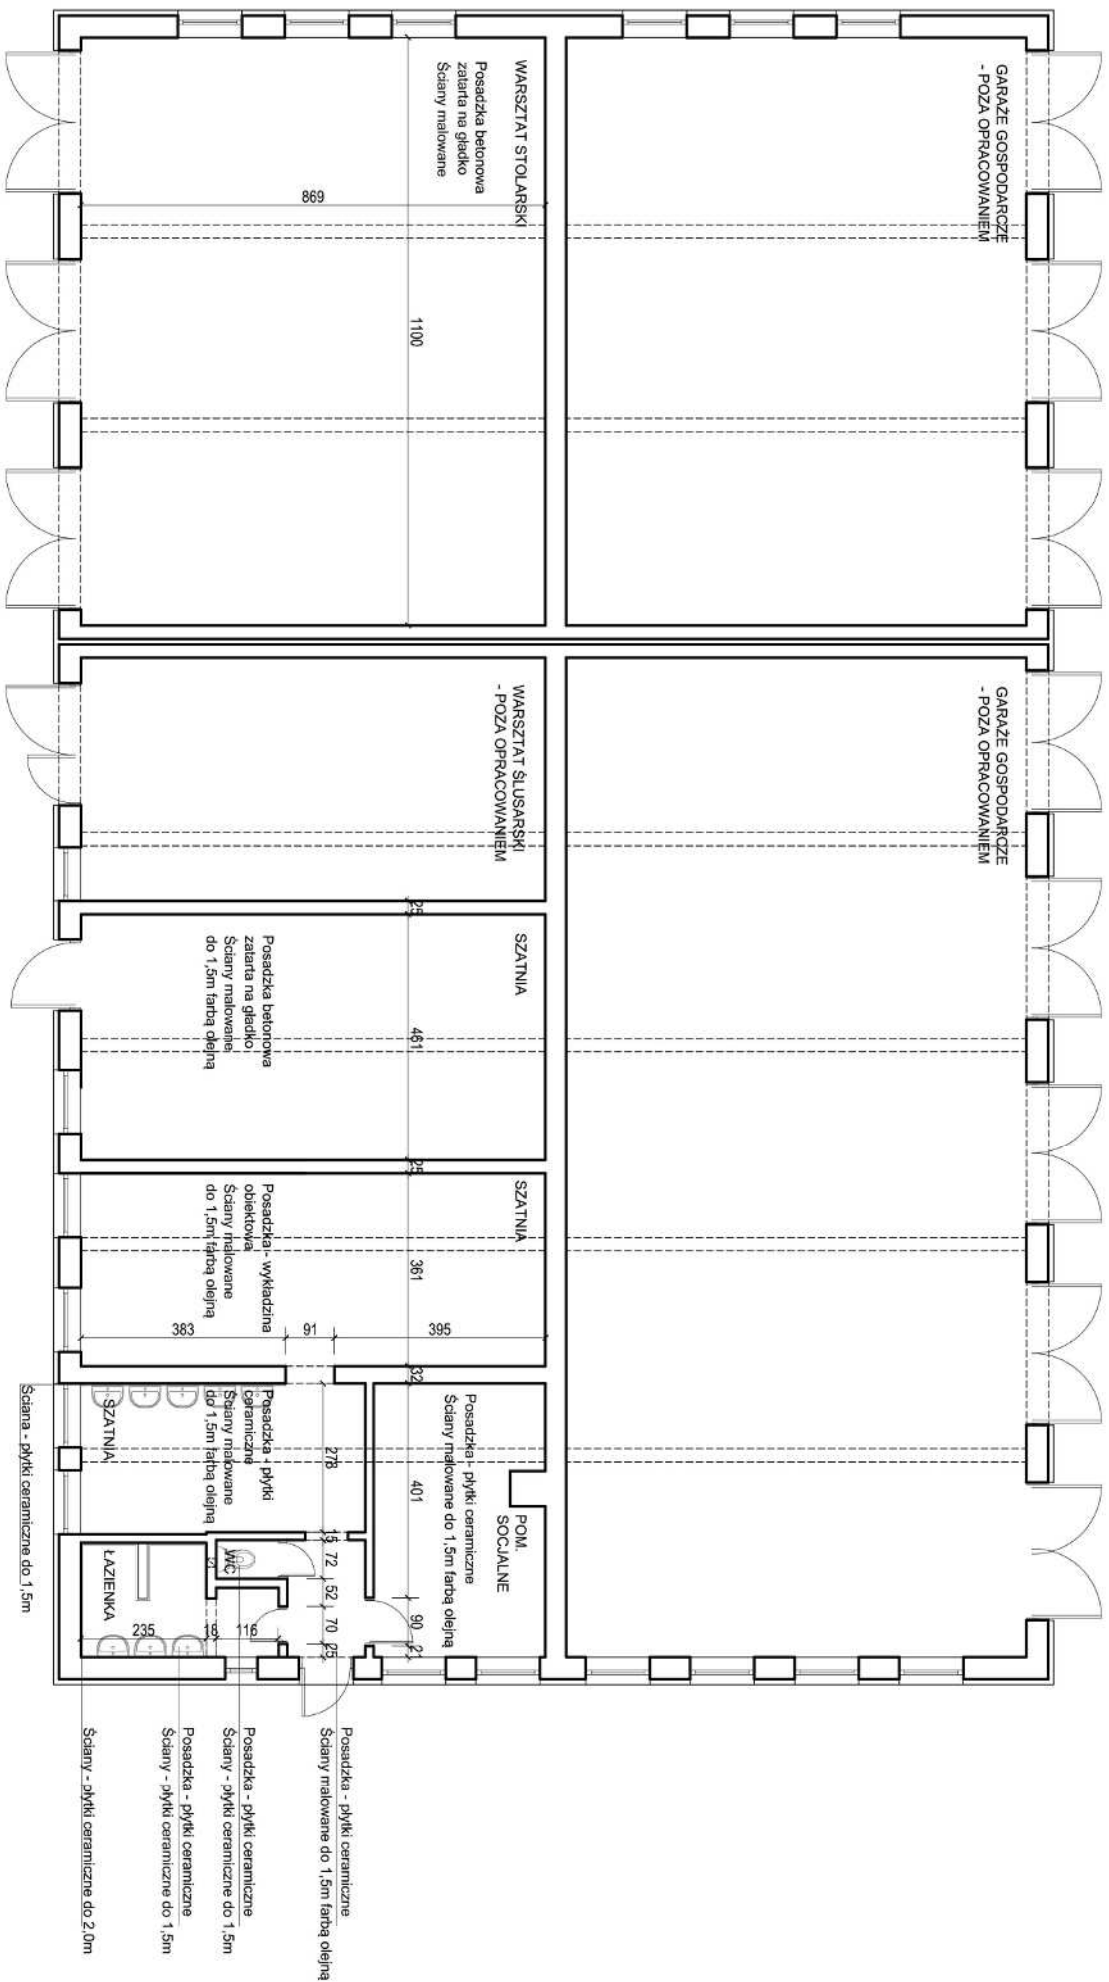 GARAŻE GOSPODARCZE
- POZA OPRACOWANIEM
WARSZTAT STOLARSKI
Posadzka betonowa
zatarta na gładko
Ściany malowane
869
1100
GARAŻE GOSPODARCZE
- POZA OPRACOWANIEM
WARSZTAT ŚLUSARSKI
- POZA OPRACOWANIEM
25
SZATNIA
Posadzka betonowa
zatarta na gładko
Ściany malowane
do 1,5m farbą olejną
461
25
SZATNIA
Posadzka - wykładzina
obiektowa
Ściany malowane
do 1,5m farbą olejną
361
383
91
395
32
Posadzka - płytki ceramiczne
Ściany malowane do 1,5m farbą olejną
POM.
SOCJALNE
401
90
21
Posadzka - płytki
ceramiczne
Ściany malowane
do 1,5m farbą olejną
SZATNIA
278
15
72
52
70
25
WC
ŁAZIENKA
235
18
116
Ściana - płytki ceramiczne do 1,5m
Posadzka - płytki ceramiczne
Ściany malowane do 1,5m farbą olejną
Posadzka - płytki ceramiczne
Ściany - płytki ceramiczne do 1,5m
Posadzka - płytki ceramiczne
Ściany - płytki ceramiczne do 1,5m
Ściany - płytki ceramiczne do 2,0m